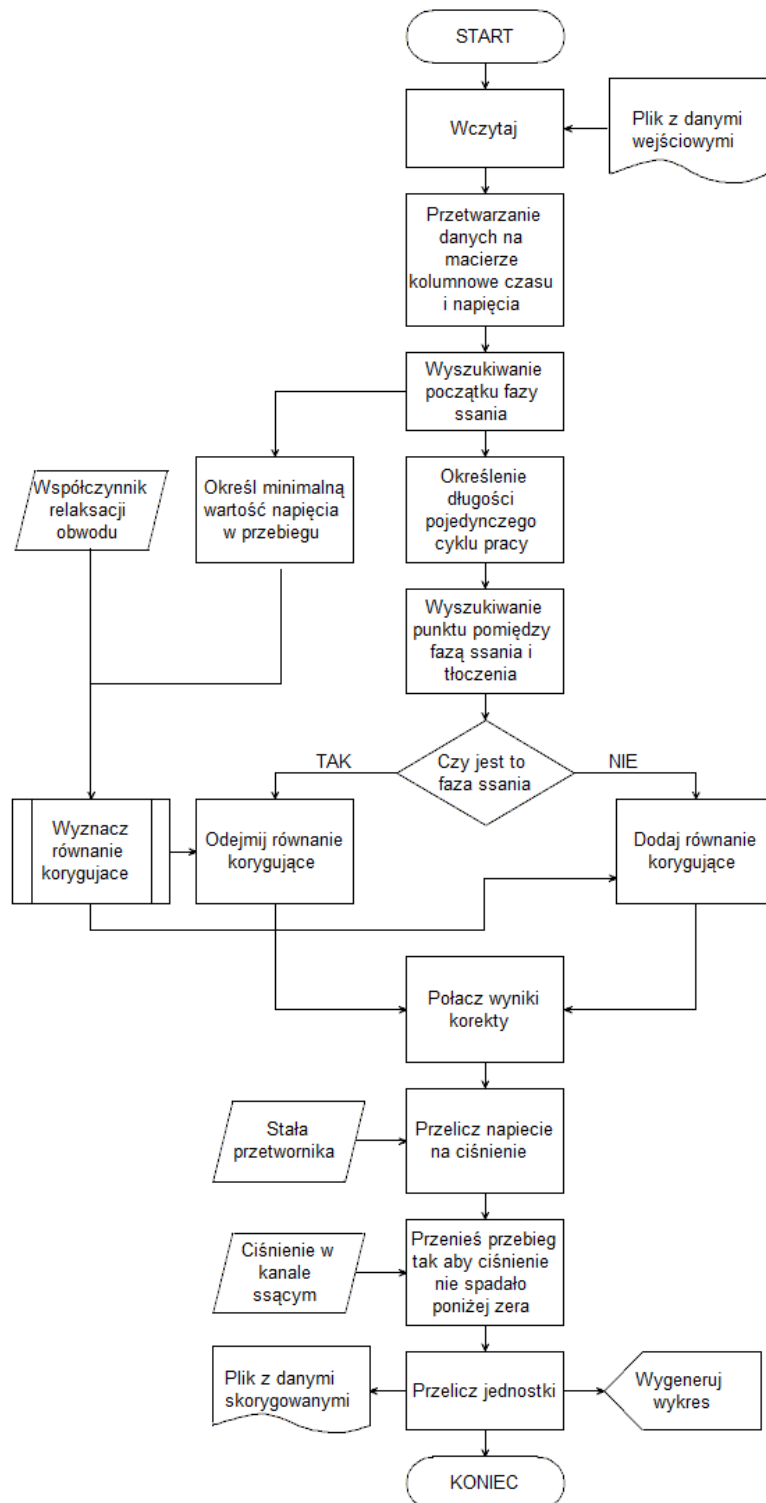 START
Wczytaj
Plik z danymi
wejściowymi
Przetwarzanie
danych na
macierze
kolumnowe czasu
i napięcia
Wyszukiwanie
początku fazy
ssania
Współczynnik
relaksacji
obwodu
Określ minimalną
wartość napięcia
w przebiegu
Określenie
długości
pojedynczego
cyklu pracy
Wyszukiwanie
punktu pomiędzy
fazą ssania i
tłoczenia
TAK
Czy jest to
faza ssania
NIE
Wyznacz
równanie
korygujace
Odejmij równanie
korygujące
Dodaj równanie
korygujące
Połacz wyniki
korekty
Stała
przetwornika
Przelicz napiecie
na ciśnienie
Ciśnienie w
kanale
ssącym
Przenieś przebieg
tak aby ciśnienie
nie spadało
poniżej zera
Plik z danymi
skorygowanymi
Przelicz jednostki
Wygeneruj
wykres
KONIEC